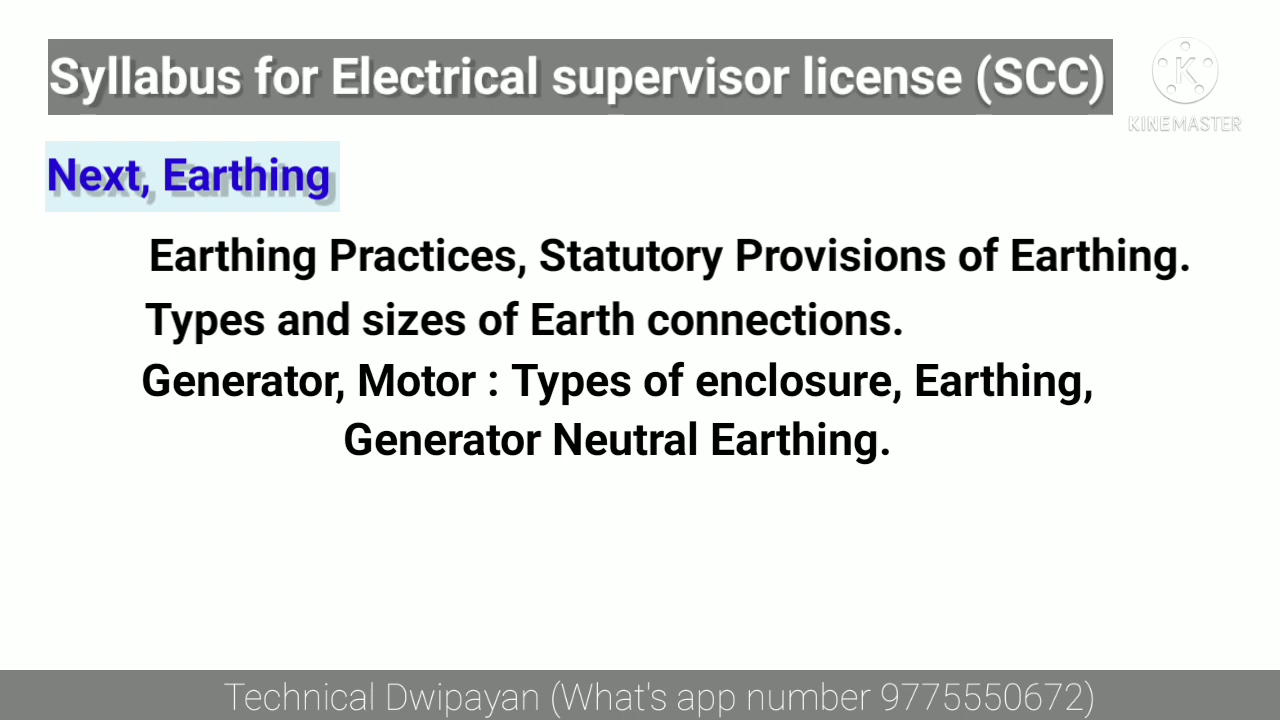 Syllabus for Electrical supervisor license (SCC)
KINEMASTER
Next, Earthing
Earthing Practices, Statutory Provisions of Earthing.
Types and sizes of Earth connections.
Generator, Motor : Types of enclosure, Earthing,
Generator Neutral Earthing.
Technical Dwipayan (What's app number 9775550672)